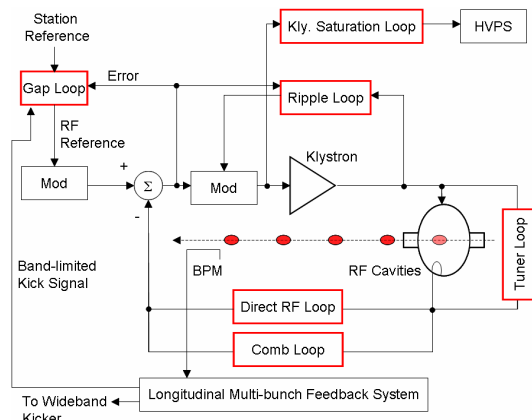 Station
Reference
Kly. Saturation Loop
HVPS
Gap Loop
Error
Ripple Loop
RF
Reference
Klystron
Mod
+
Σ
-
Mod
Tuner Loop
Band-limited
Kick Signal
BPM
RF Cavities
Direct RF Loop
Comb Loop
To Wideband
Kicker
Longitudinal Multi-bunch Feedback System